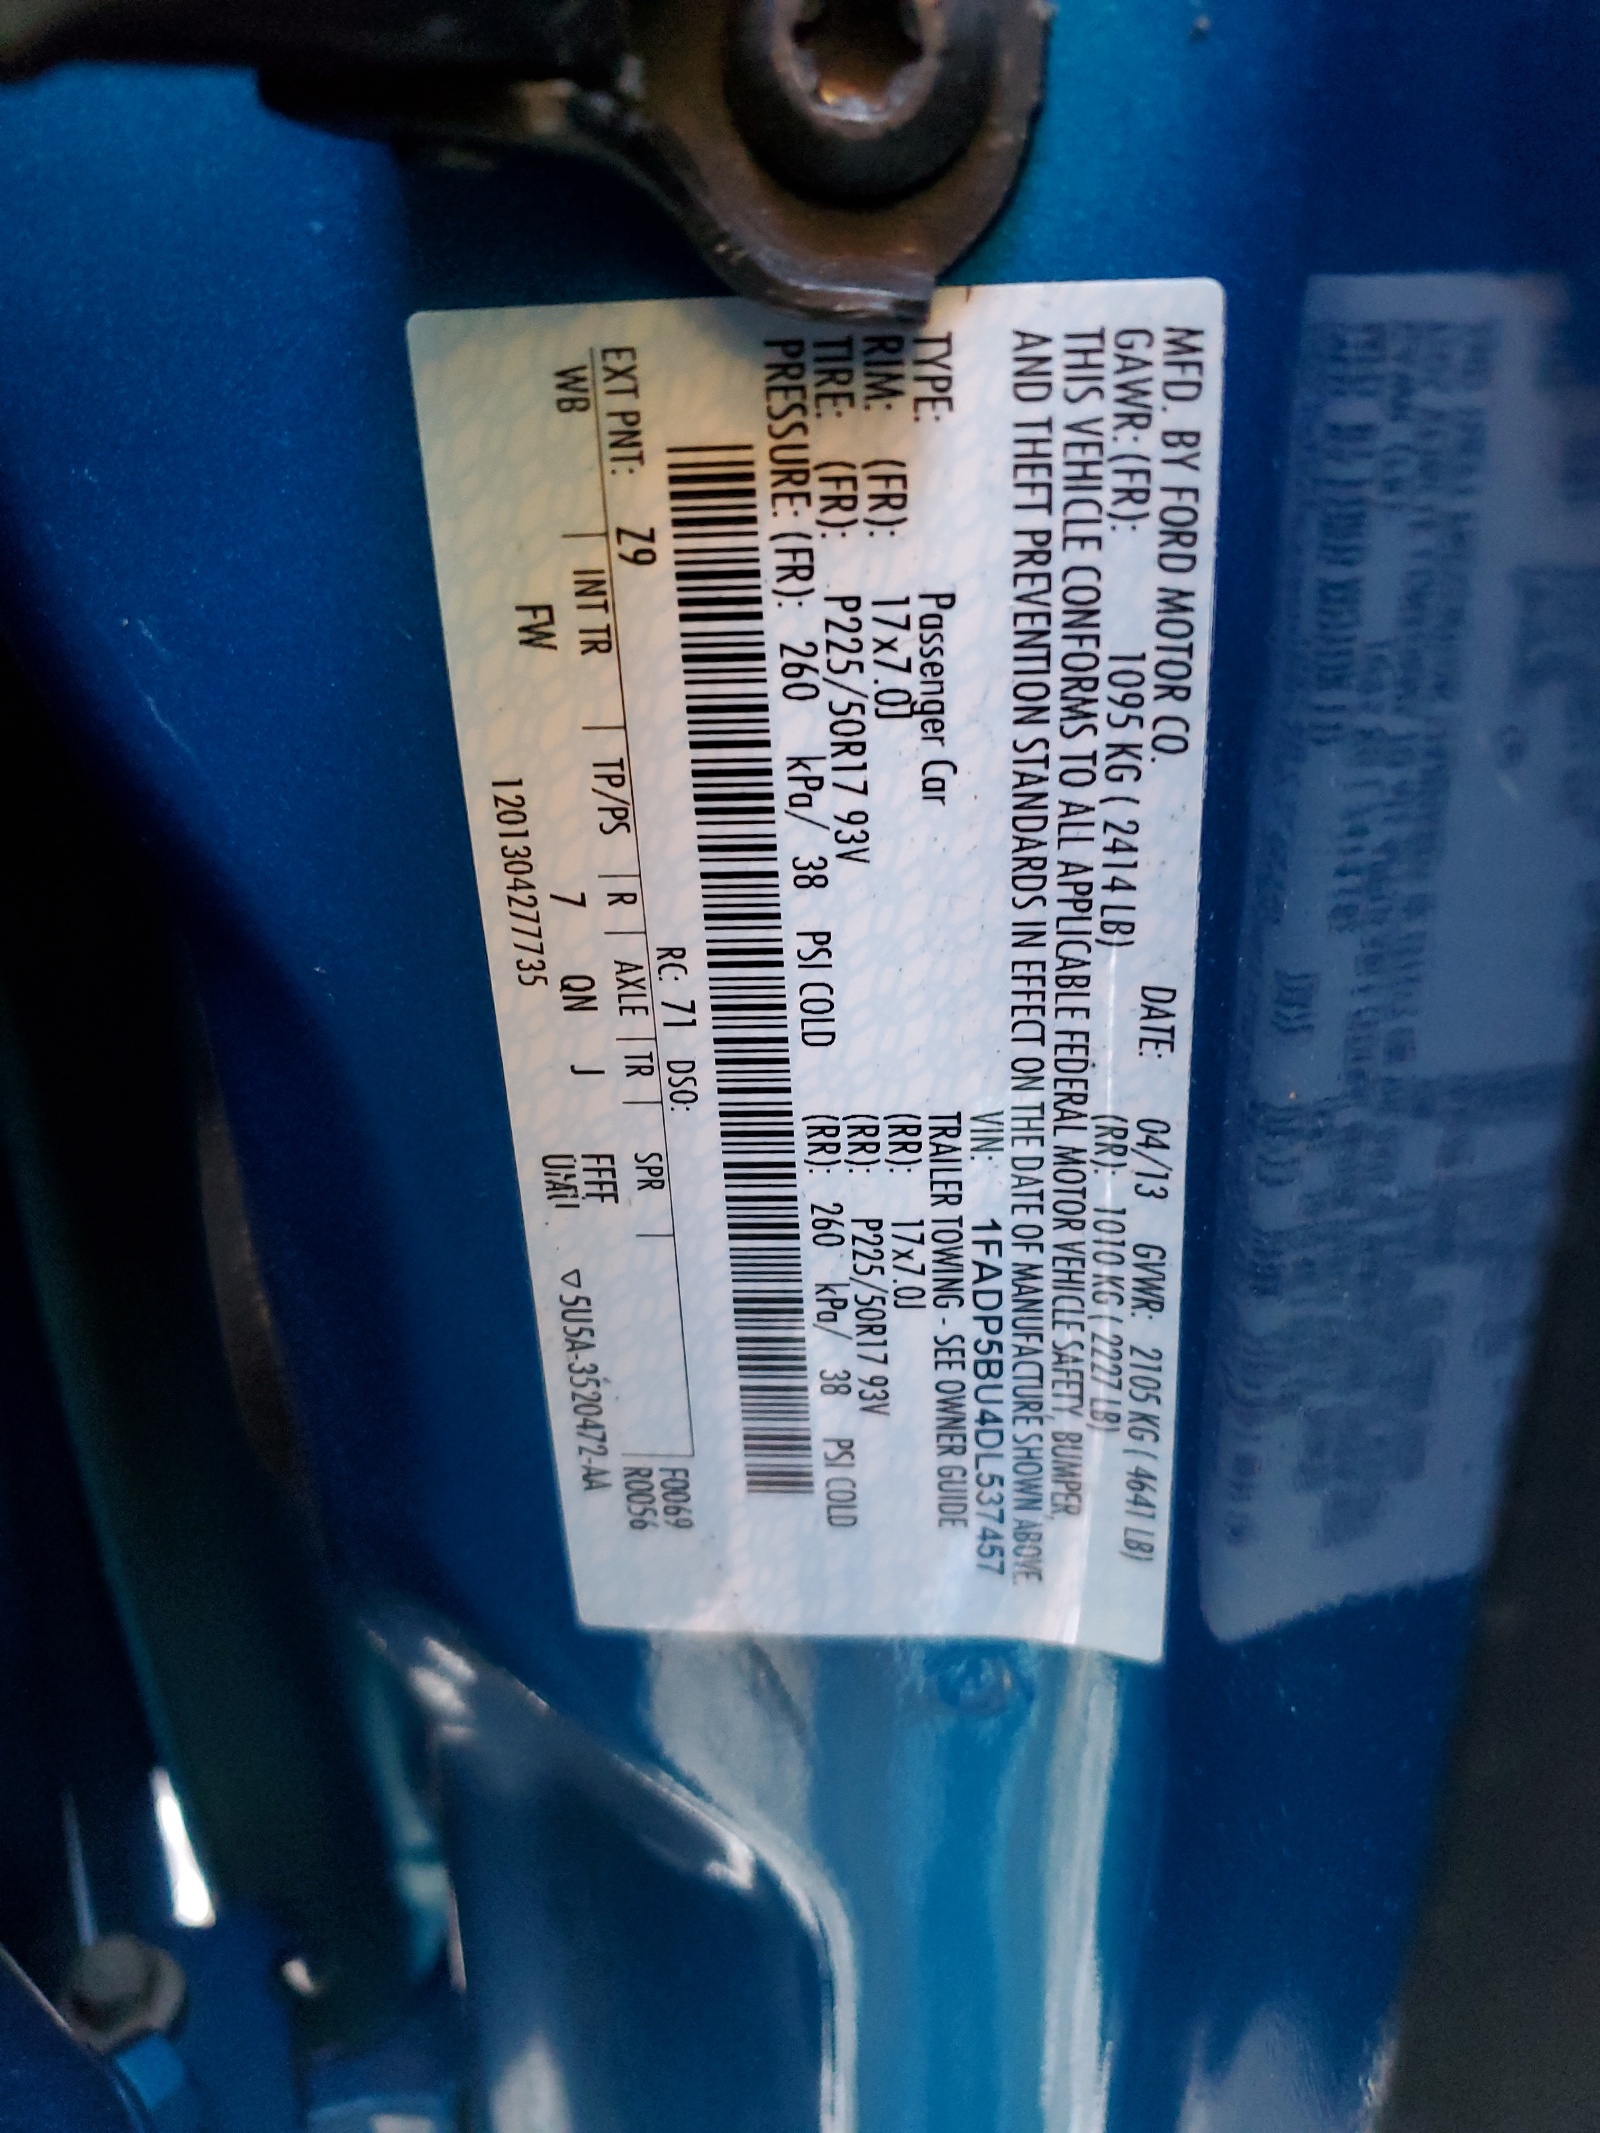 MFD. BY FORD MOTOR CO. DATE: 04/13 GVWR: 2105 KG ( 4641 LB)
GAWR: (FR): 1095 KG ( 2414 LB) (RR): 1010 KG ( 2227 LB)
THIS VEHICLE CONFORMS TO ALL APPLICABLE FEDERAL MOTOR VEHICLE SAFETY, BUMPER,
AND THEFT PREVENTION STANDARDS IN EFFECT ON THE DATE OF MANUFACTURE SHOWN ABOVE.
VIN: 1FADP5BU4DL537457
TYPE: Passenger Car TRAILER TOWING - SEE OWNER GUIDE
RIM: (FR): 17x7.0J (RR): 17x7.0J
TIRE: (FR): P225/50R17 93V (RR): P225/50R17 93V
PRESSURE: (FR): 260 kPa/ 38 PSI COLD (RR): 260 kPa/ 38 PSI COLD
EXT PNT: Z9 RC: 71 DSO: F0069
WB | INT TR | TP/PS | R | AXLE | TR | SPR | R0056
FW 7 QN J FFFF
12013042​77735 ▽5U5A-3520472-AA